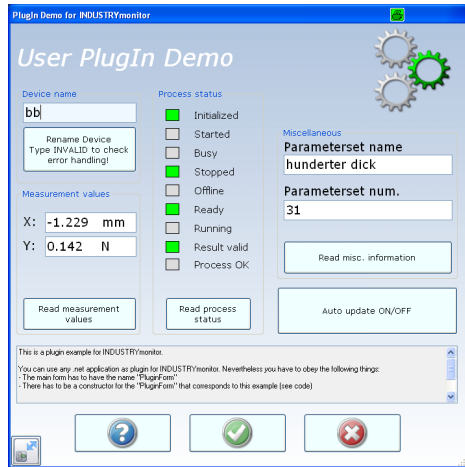 PlugIn Demo for INDUSTRYmonitor
User PlugIn Demo
Device name
bb
Rename Device
Type INVALID to check
error handling!
Measurement values
X: -1.229 mm
Y: 0.142 N
Read measurement
values
Process status
Initialized
Started
Busy
Stopped
Offline
Ready
Running
Result valid
Process OK
Read process
status
Miscellaneous
Parameterset name
hunderter dick
Parameterset num.
31
Read misc. information
Auto update ON/OFF
This is a plugin example for INDUSTRYmonitor.
You can use any .net application as plugin for INDUSTRYmonitor. Nevertheless you have to obey the following things:
- The main form has to have the name "PluginForm"
- There has to be a constructor for the "PluginForm" that corresponds to this example (see code)